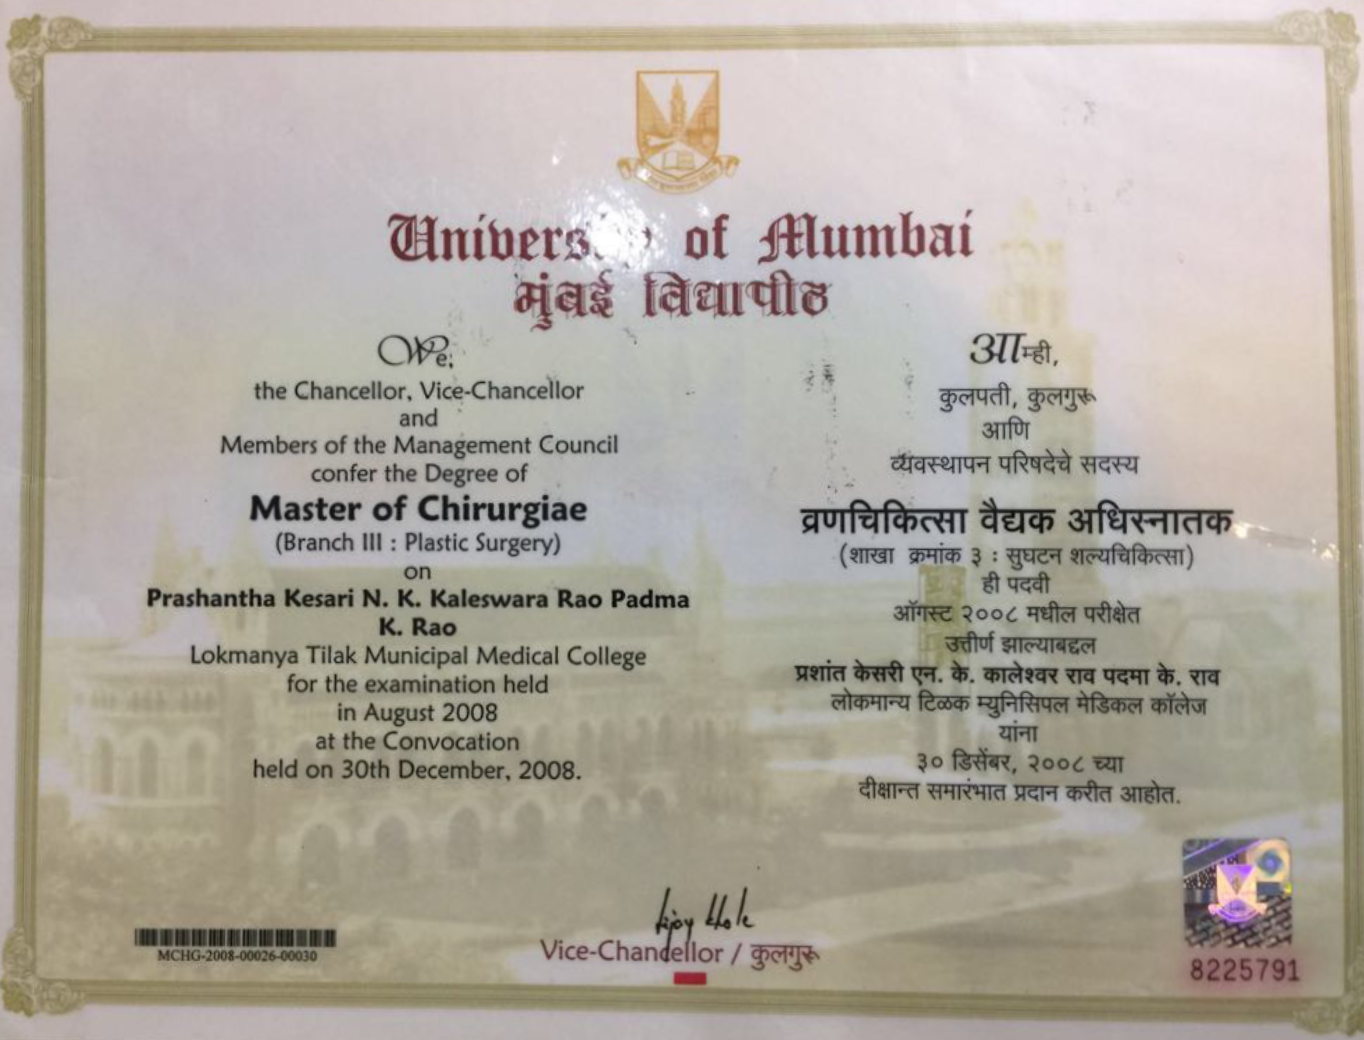 University of Mumbai
मुंबई विद्यापीठ
We,
the Chancellor, Vice-Chancellor
and
Members of the Management Council
confer the Degree of
Master of Chirurgiae
(Branch III : Plastic Surgery)
on
Prashantha Kesari N. K. Kaleswara Rao Padma
K. Rao
Lokmanya Tilak Municipal Medical College
for the examination held
in August 2008
at the Convocation
held on 30th December, 2008.
आम्ही,
कुलपती, कुलगुरू
आणि
व्यवस्थापन परिषदेचे सदस्य
व्रणचिकित्सा वैद्यक अधिस्नातक
(शाखा क्रमांक ३ : सुघटन शल्यचिकित्सा)
ही पदवी
ऑगस्ट २००८ मधील परीक्षेत
उत्तीर्ण झाल्याबद्दल
प्रशांत केसरी एन. के. कालेश्वर राव पदमा के. राव
लोकमान्य टिळक म्युनिसिपल मेडिकल कॉलेज
यांना
३० डिसेंबर, २००८ च्या
दीक्षान्त समारंभात प्रदान करीत आहोत.
Vice-Chancellor / कुलगुरू
MCHG-2008-00026-00030
8225791